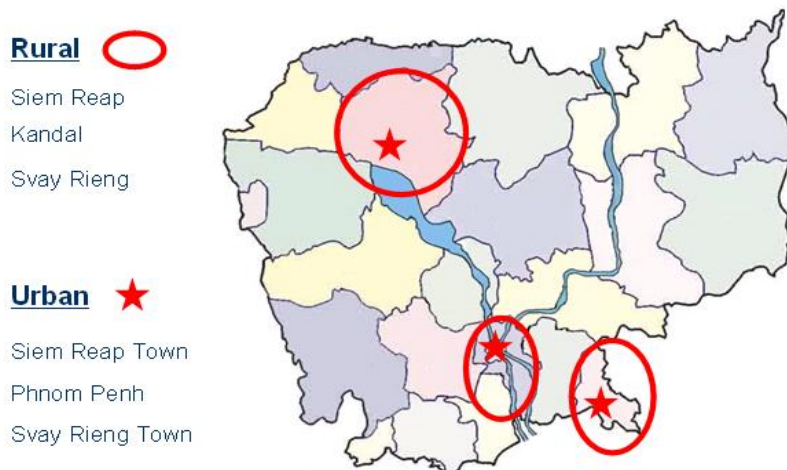 Rural
Siem Reap
Kandal
Svay Rieng
Urban
Siem Reap Town
Phnom Penh
Svay Rieng Town